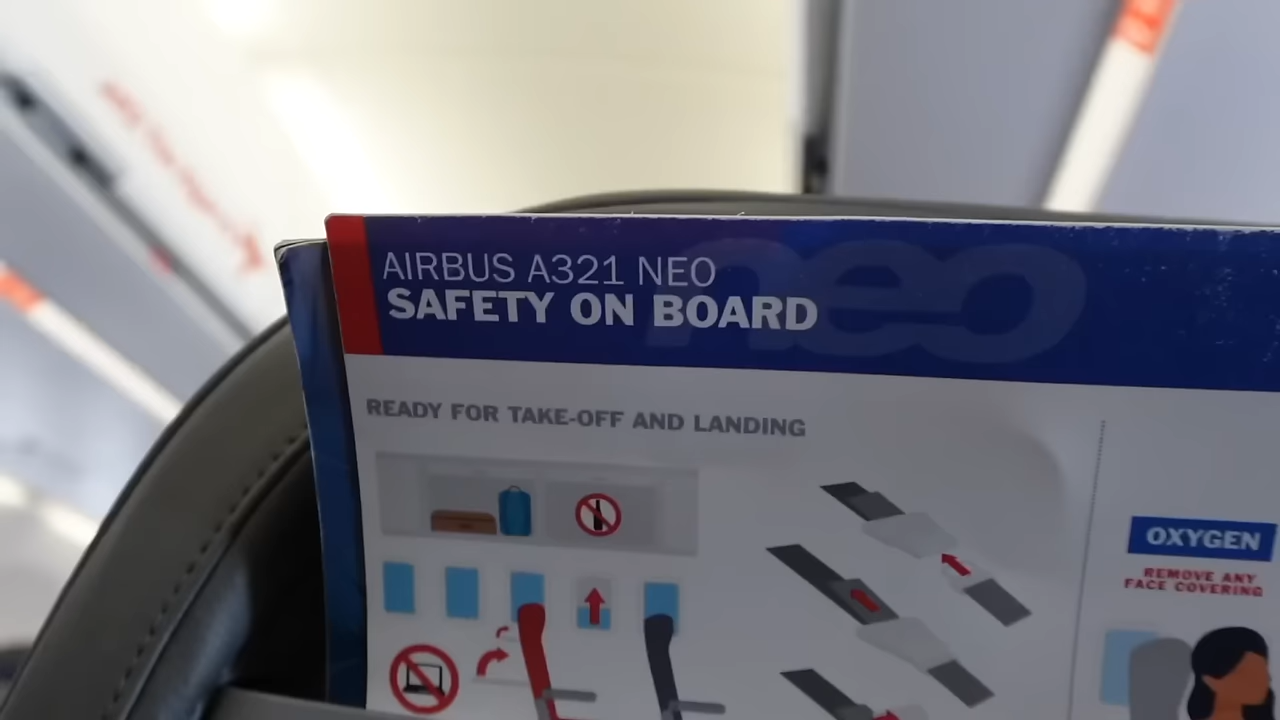 neo
AIRBUS A321 NEO
SAFETY ON BOARD
READY FOR TAKE-OFF AND LANDING
OXYGEN
REMOVE ANY
FACE COVERING